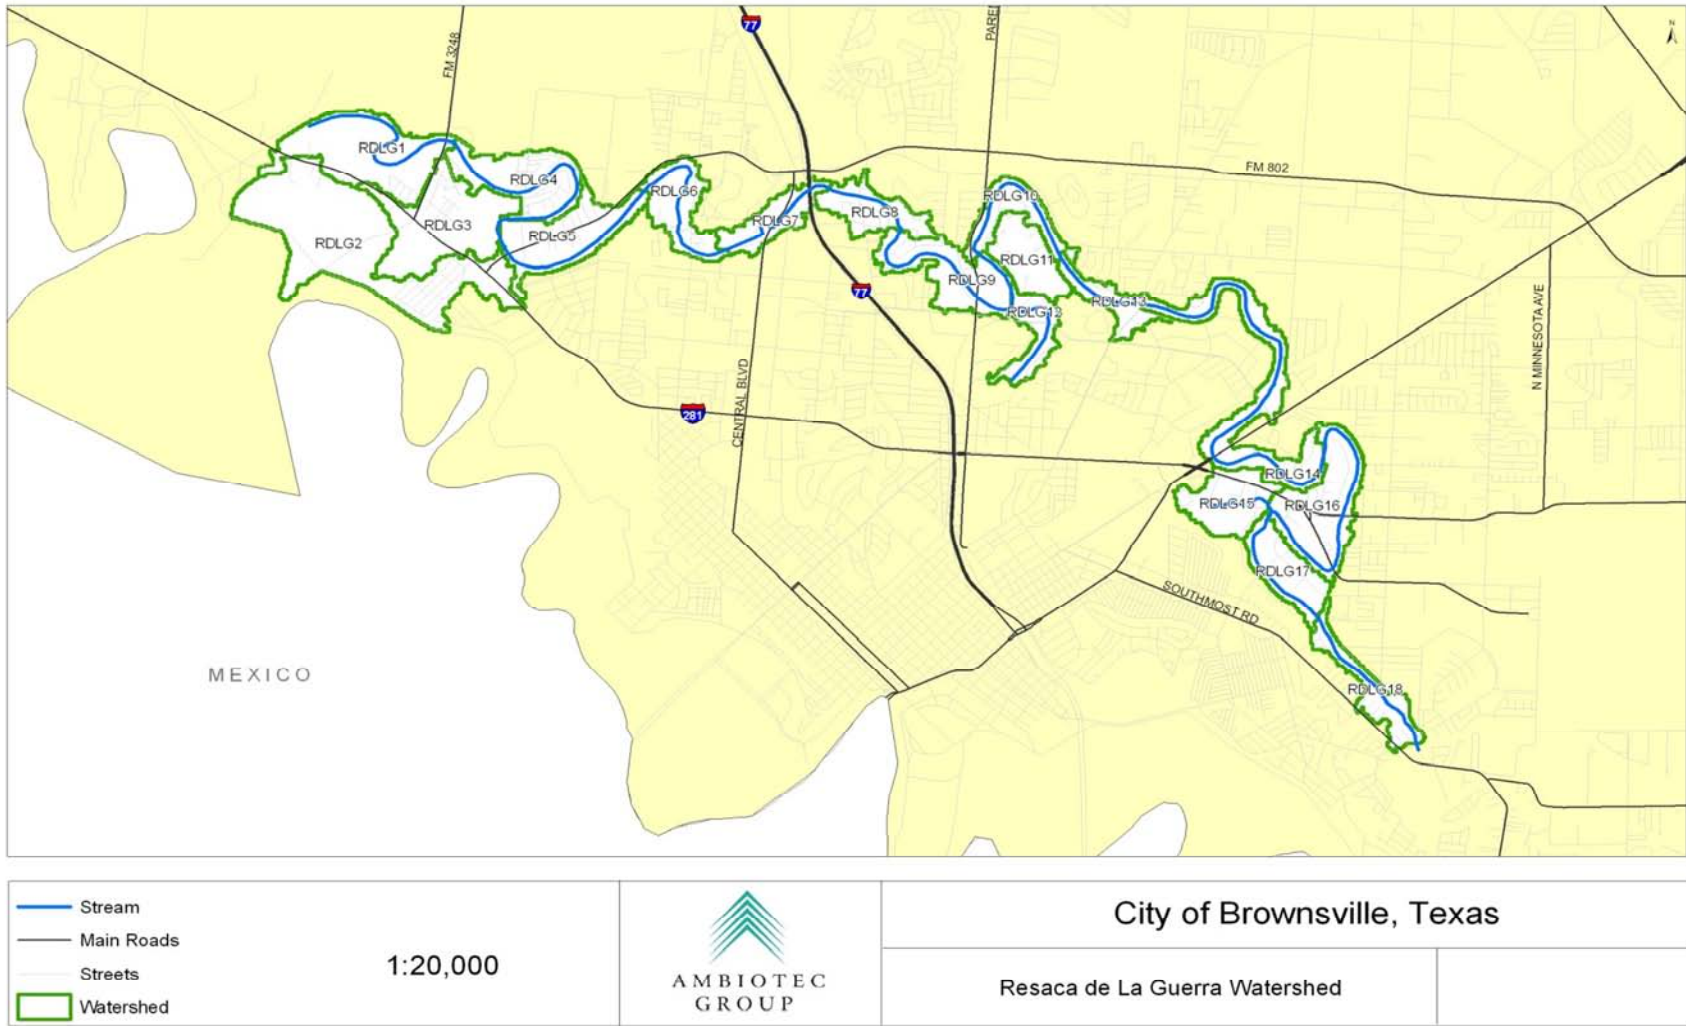 77
N
FM 3248
PARE
FM 802
RDLG1
RDLG4
RDLG6
RDLG10
RDLG7
RDLG8
RDLG3
RDLG5
RDLG2
RDLG11
RDLG9
77
RDLG13
RDLG13
N MINNESOTA AVE
CENTRAL BLVD
281
RDLG14
RDLG15
RDLG16
RDLG17
SOUTHMOST RD
MEXICO
RDLG18
Stream
Main Roads
Streets
Watershed
1:20,000
AMBIOTEC
GROUP
City of Brownsville, Texas
Resaca de La Guerra Watershed